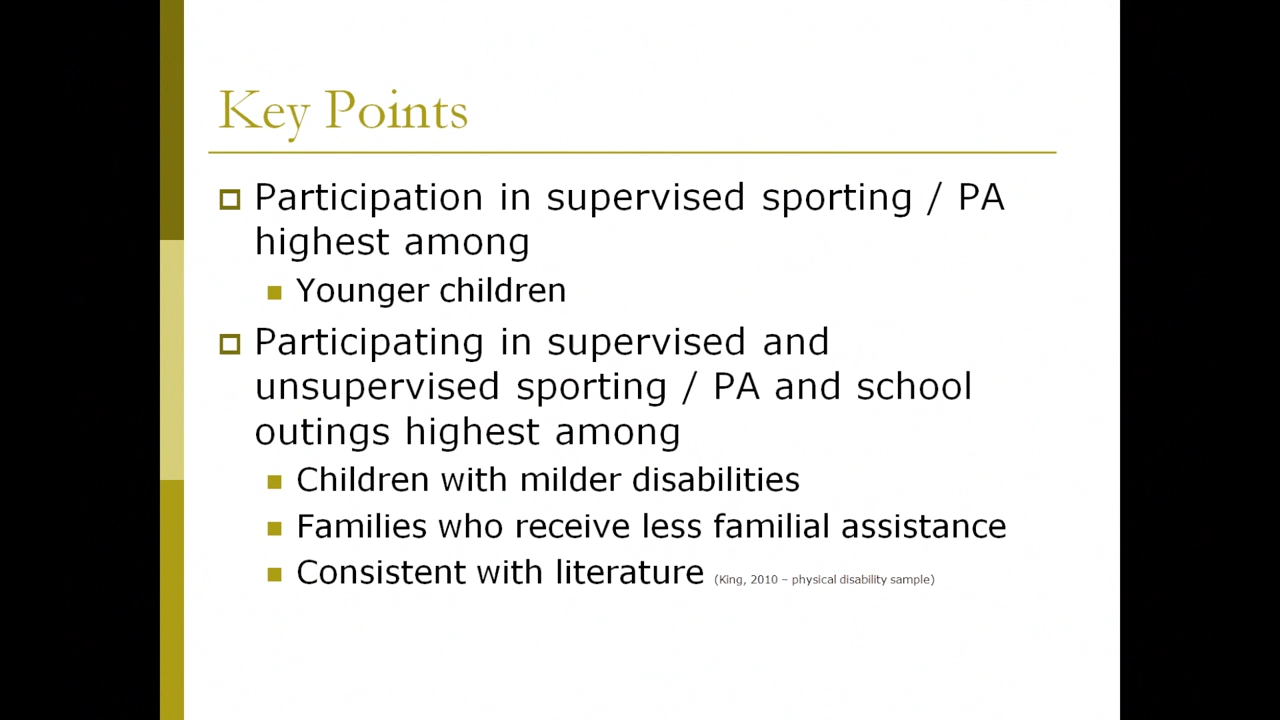 Key Points
Participation in supervised sporting / PA
highest among
Younger children
Participating in supervised and
unsupervised sporting / PA and school
outings highest among
Children with milder disabilities
Families who receive less familial assistance
Consistent with literature (King, 2010 – physical disability sample)